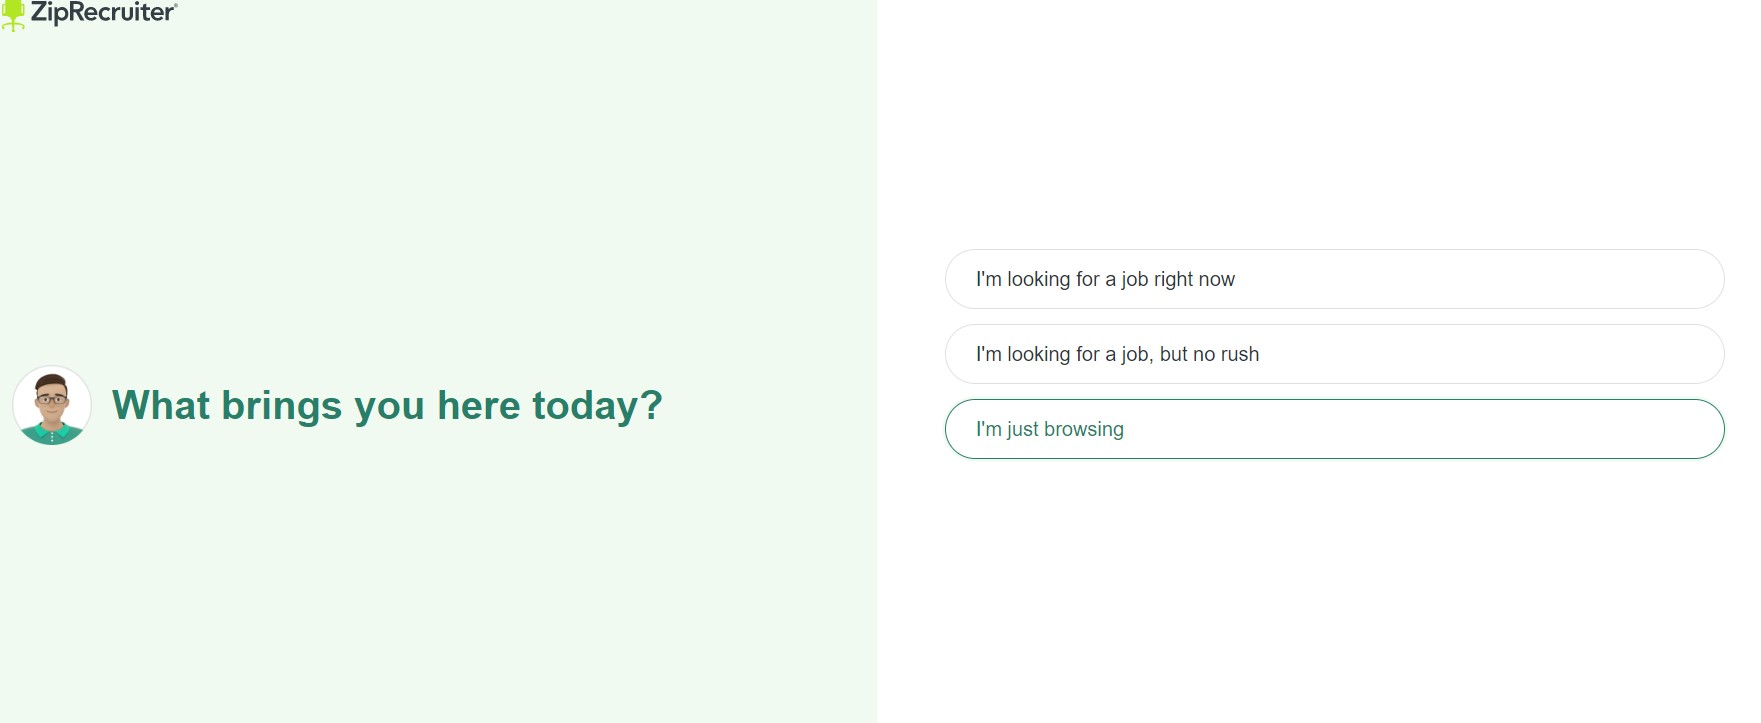 ZipRecruiter®
What brings you here today?
I'm looking for a job right now
I'm looking for a job, but no rush
I'm just browsing